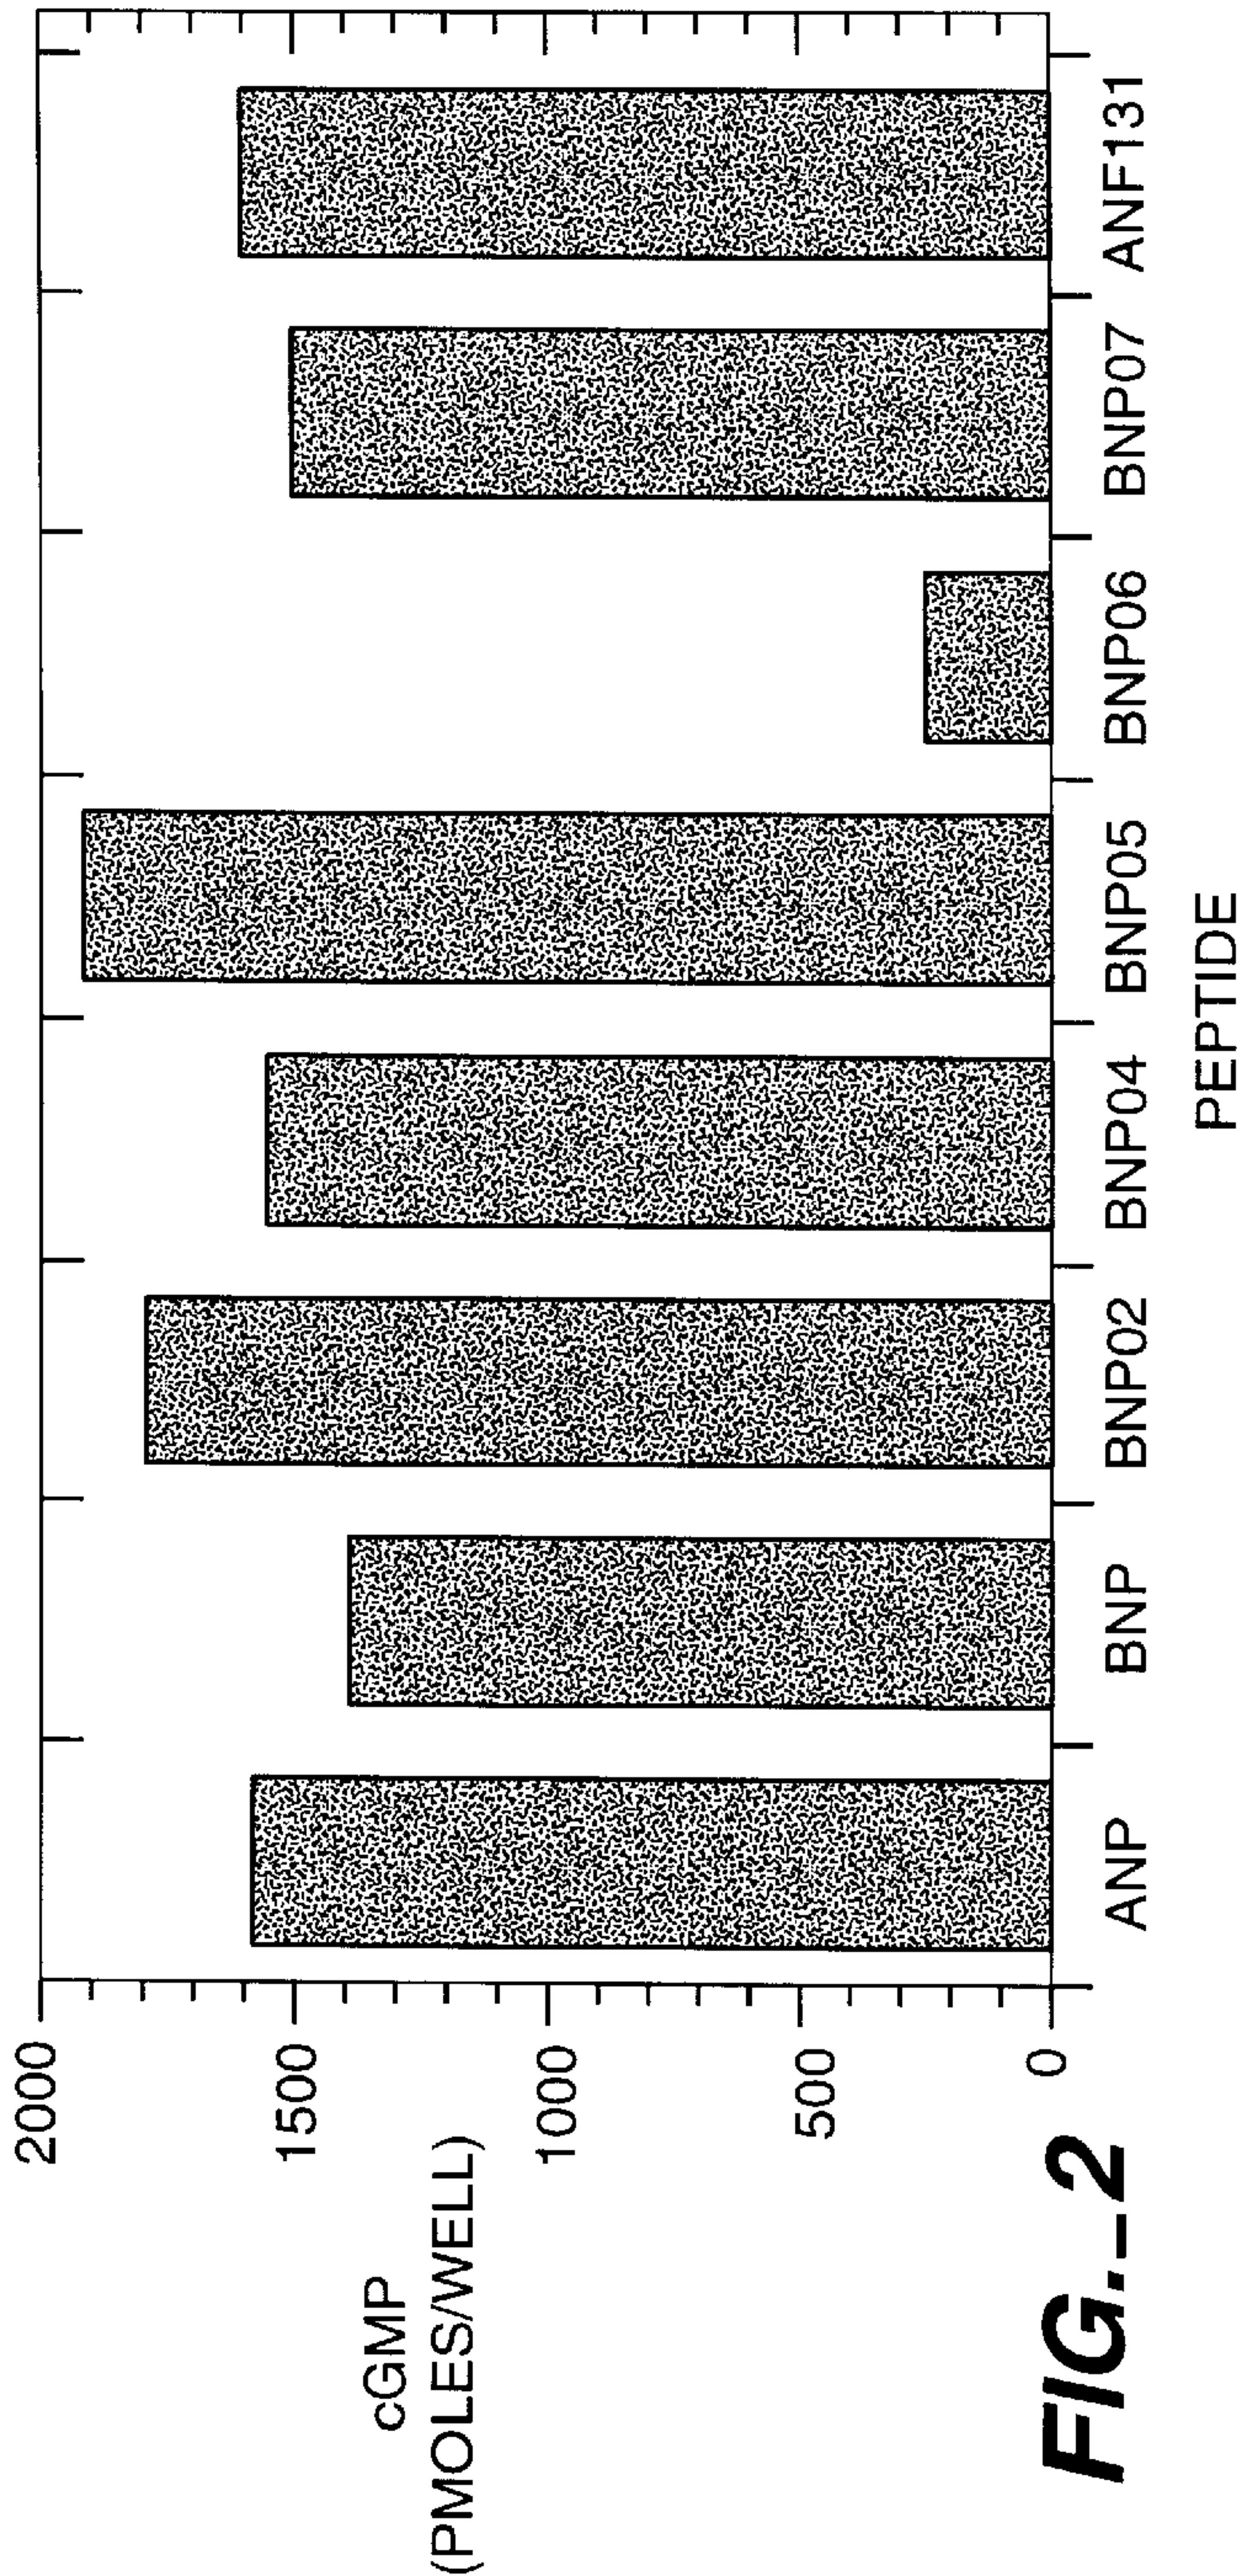 2000
1500
1000
500
0
cGMP
(PMOLES/WELL)
ANP BNP BNP02 BNP04 BNP05 BNP06 BNP07 ANF131
PEPTIDE
FIG._2